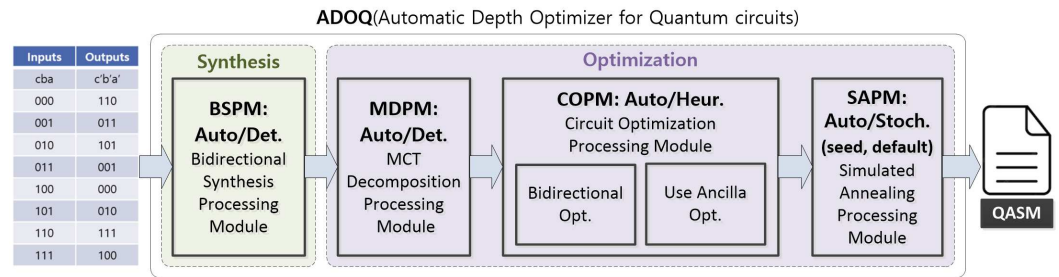 ADOQ(Automatic Depth Optimizer for Quantum circuits)
Inputs Outputs
cba c'b'a'
000 110
001 011
010 101
011 001
100 000
101 010
110 111
111 100
Synthesis
BSPM:
Auto/Det.
Bidirectional
Synthesis
Processing
Module
Optimization
MDPM:
Auto/Det.
MCT
Decomposition
Processing
Module
COPM: Auto/Heur.
Circuit Optimization
Processing Module
Bidirectional
Opt.
Use Ancilla
Opt.
SAPM:
Auto/Stoch.
(seed, default)
Simulated
Annealing
Processing
Module
QASM